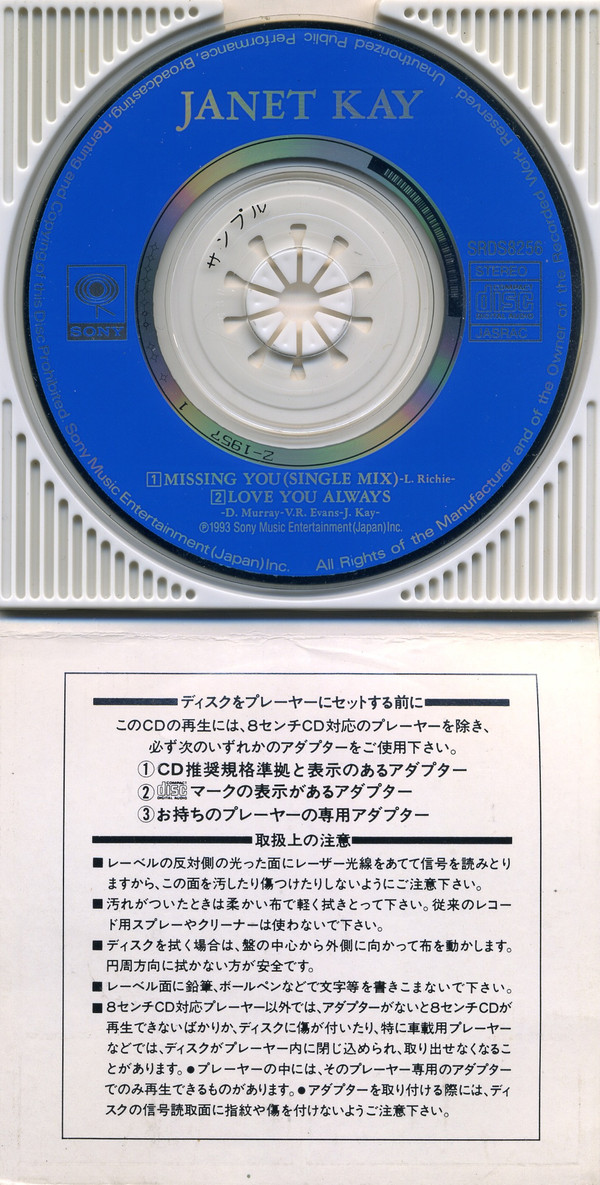 JANET KAY
サンプル
SRDS8256
STEREO
COMPACT
disc
DIGITAL AUDIO
JASRAC
SONY
2-1957
1
1 MISSING YOU (SINGLE MIX) -L. Richie-
2 LOVE YOU ALWAYS
-D. Murray-V.R. Evans-J. Kay-
℗1993 Sony Music Entertainment (Japan) Inc.
All Rights of the Manufacturer and of the Owner of the Recorded Work Reserved. Unauthorized Public Performance, Broadcasting, Renting and Copying of this Disc Prohibited Sony Music Entertainment (Japan) Inc.
ディスクをプレーヤーにセットする前に
このCDの再生には、8センチCD対応のプレーヤーを除き、
必ず次のいずれかのアダプターをご使用下さい。
①CD推奨規格準拠と表示のあるアダプター
②COMPACT disc DIGITAL AUDIO マークの表示があるアダプター
③お持ちのプレーヤーの専用アダプター
取扱上の注意
■レーベルの反対側の光った面にレーザー光線をあてて信号を読みとり
ますから、この面を汚したり傷つけたりしないようにご注意下さい。
■汚れがついたときは柔かい布で軽く拭きとって下さい。従来のレコー
ド用スプレーやクリーナーは使わないで下さい。
■ディスクを拭く場合は、盤の中心から外側に向かって布を動かします。
円周方向に拭かない方が安全です。
■レーベル面に鉛筆、ボールペンなどで文字等を書きこまないで下さい。
■8センチCD対応プレーヤー以外では、アダプターがないと8センチCDが
再生できないばかりか、ディスクに傷が付いたり、特に車載用プレーヤー
などでは、ディスクがプレーヤー内に閉じ込められ、取り出せなくなるこ
とがあります。●プレーヤーの中には、そのプレーヤー専用のアダプター
でのみ再生できるものがあります。●アダプターを取り付ける際には、ディ
スクの信号読取面に指紋や傷を付けないようご注意下さい。